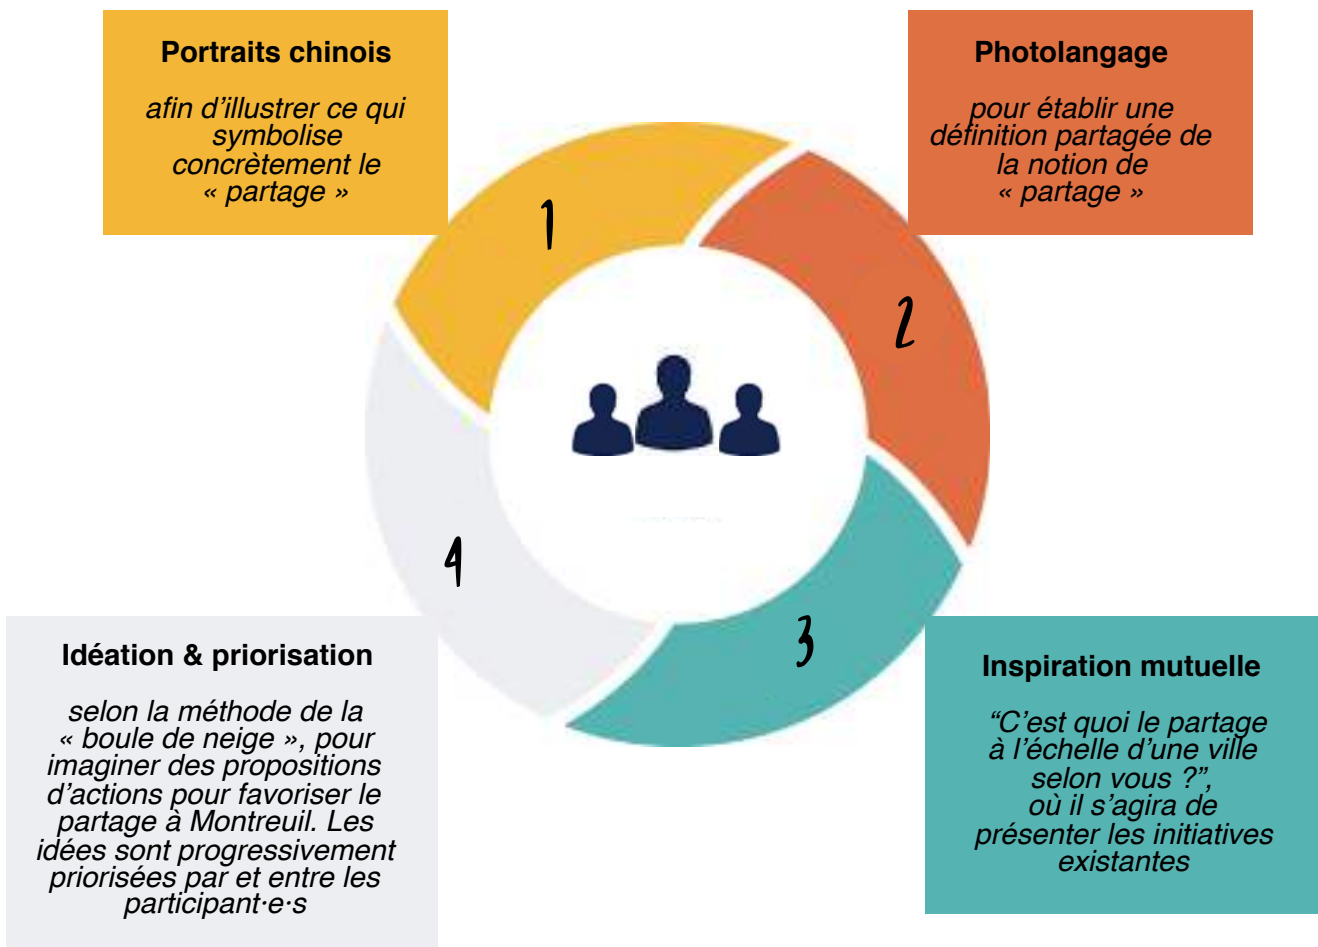 Portraits chinois
afin d’illustrer ce qui
symbolise
concrètement le
« partage »
1
Photolangage
pour établir une
définition partagée de
la notion de
« partage »
2
Inspiration mutuelle
“C’est quoi le partage
à l’échelle d’une ville
selon vous ?”,
où il s’agira de
présenter les initiatives
existantes
3
Idéation & priorisation
selon la méthode de la
« boule de neige », pour
imaginer des propositions
d’actions pour favoriser le
partage à Montreuil. Les
idées sont progressivement
priorisées par et entre les
participant·e·s
4